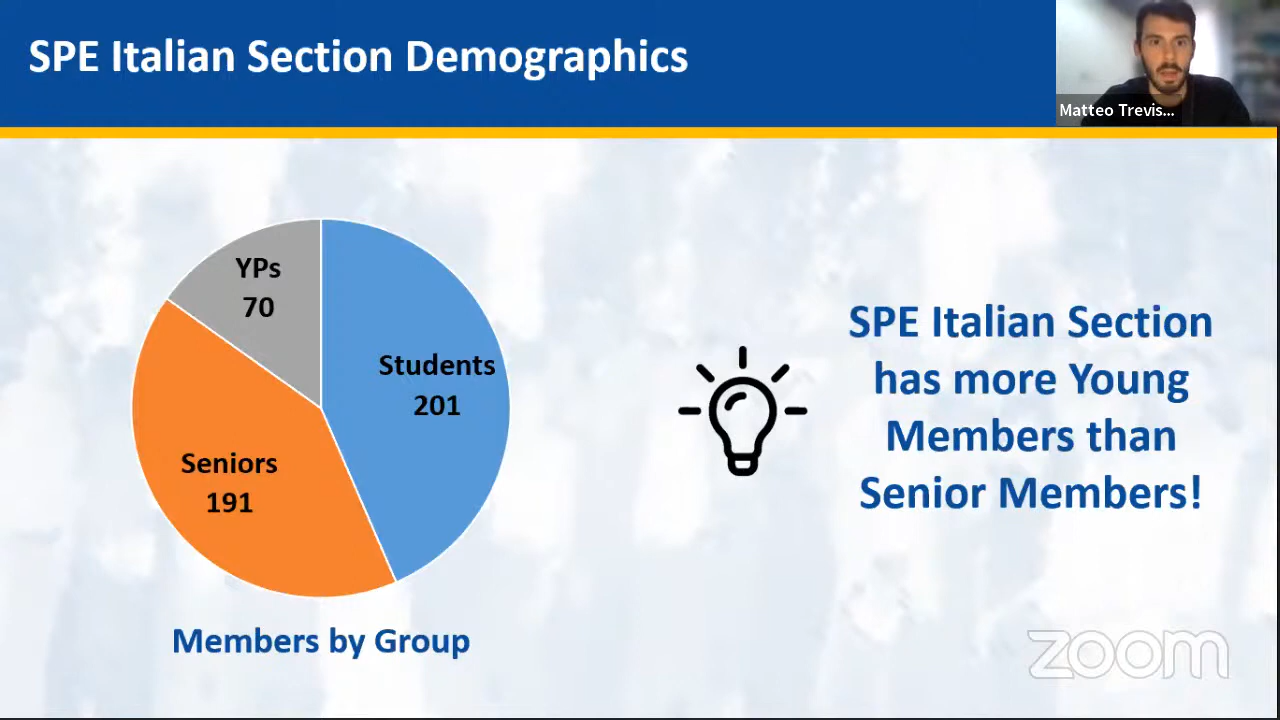 SPE Italian Section Demographics
Matteo Trevis...
YPs
70
Students
201
Seniors
191
Members by Group
SPE Italian Section
has more Young
Members than
Senior Members!
zoom